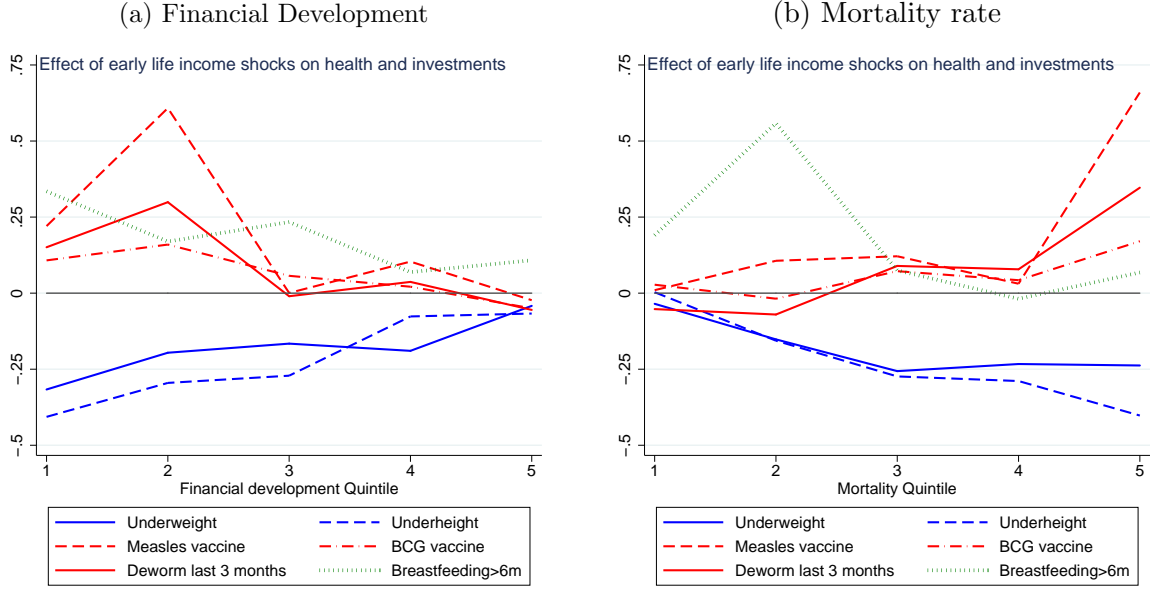 (a) Financial Development
Effect of early life income shocks on health and investments
.75
.5
.25
0
-.25
-.5
1 2 3 4 5
Financial development Quintile
Underweight Underheight
Measles vaccine BCG vaccine
Deworm last 3 months Breastfeeding>6m
(b) Mortality rate
Effect of early life income shocks on health and investments
.75
.5
.25
0
-.25
-.5
1 2 3 4 5
Mortality Quintile
Underweight Underheight
Measles vaccine BCG vaccine
Deworm last 3 months Breastfeeding>6m